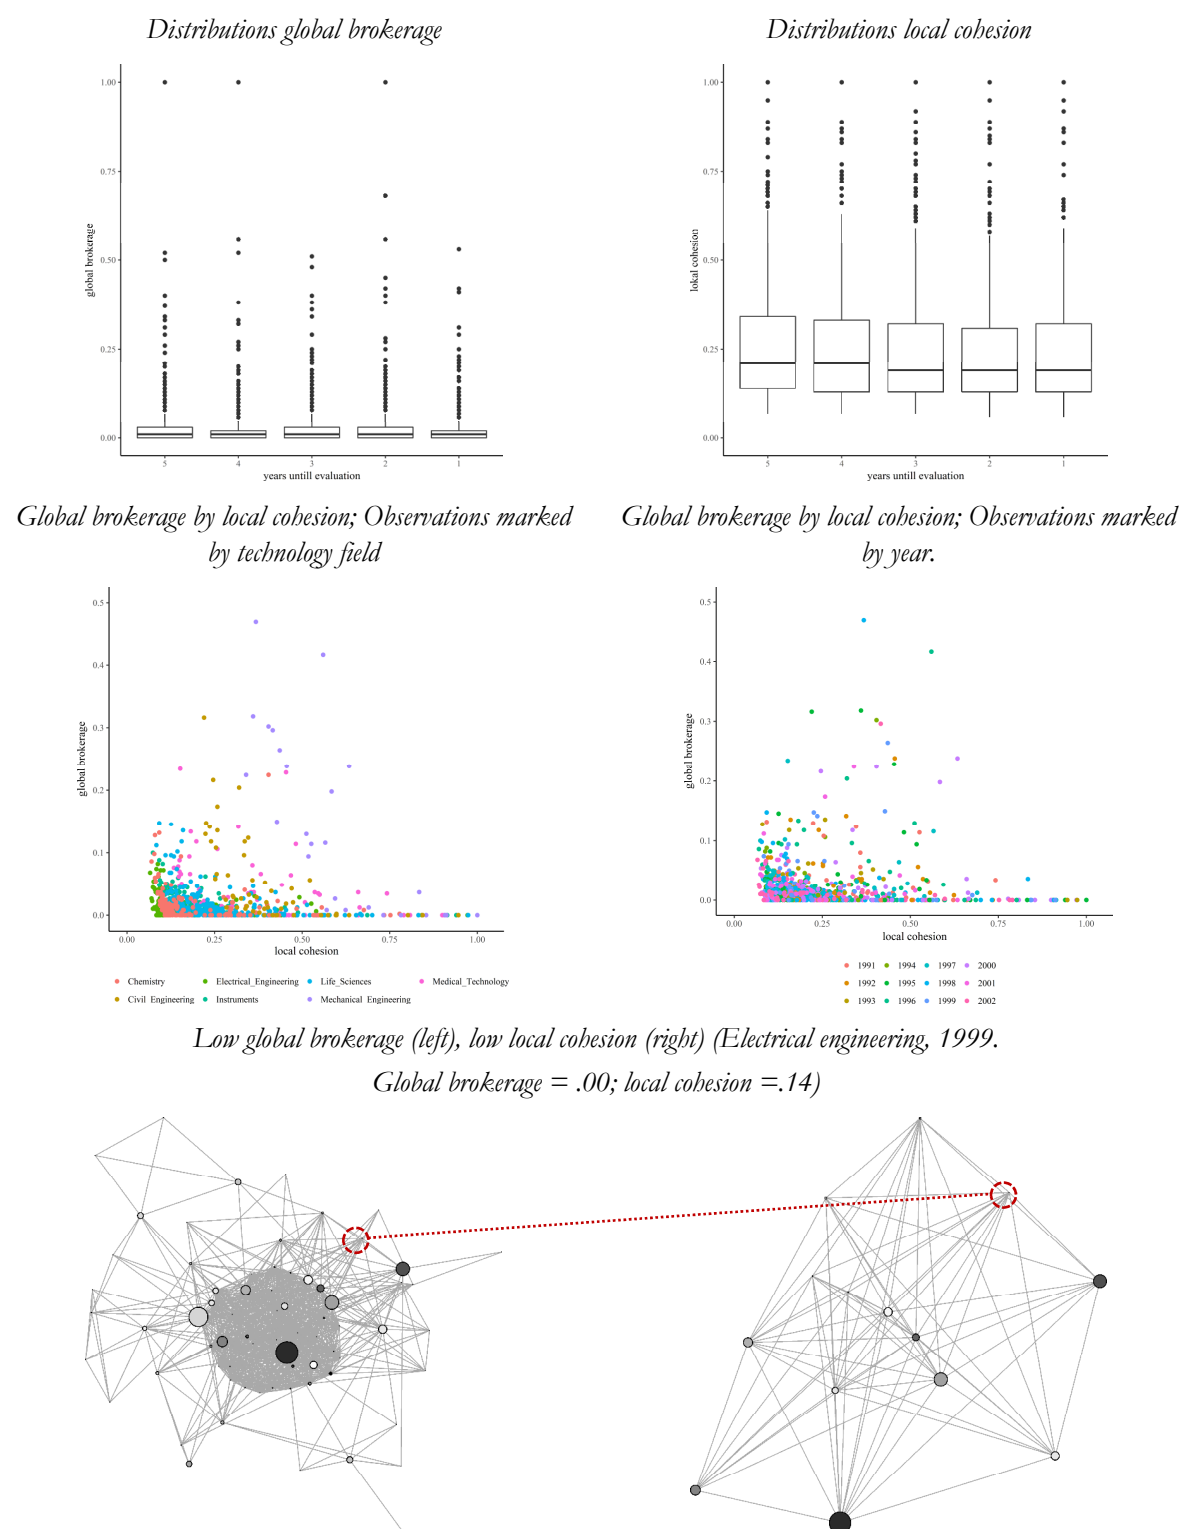 Distributions global brokerage
1.00
0.75
0.50
0.25
0.00
global brokerage
5 4 3 2 1
years untill evaluation
Distributions local cohesion
1.00
0.75
0.50
0.25
0.00
lokal cohesion
5 4 3 2 1
years untill evaluation
Global brokerage by local cohesion; Observations marked
by technology field
0.5
0.4
0.3
0.2
0.1
0.0
global brokerage
0.00 0.25 0.50 0.75 1.00
local cohesion
Chemistry Electrical_Engineering Life_Sciences Medical_Technology
Civil_Engineering Instruments Mechanical_Engineering
Global brokerage by local cohesion; Observations marked
by year.
0.5
0.4
0.3
0.2
0.1
0.0
global brokerage
0.00 0.25 0.50 0.75 1.00
local cohesion
1991 1994 1997 2000
1992 1995 1998 2001
1993 1996 1999 2002
Low global brokerage (left), low local cohesion (right) (Electrical engineering, 1999.
Global brokerage = .00; local cohesion =.14)